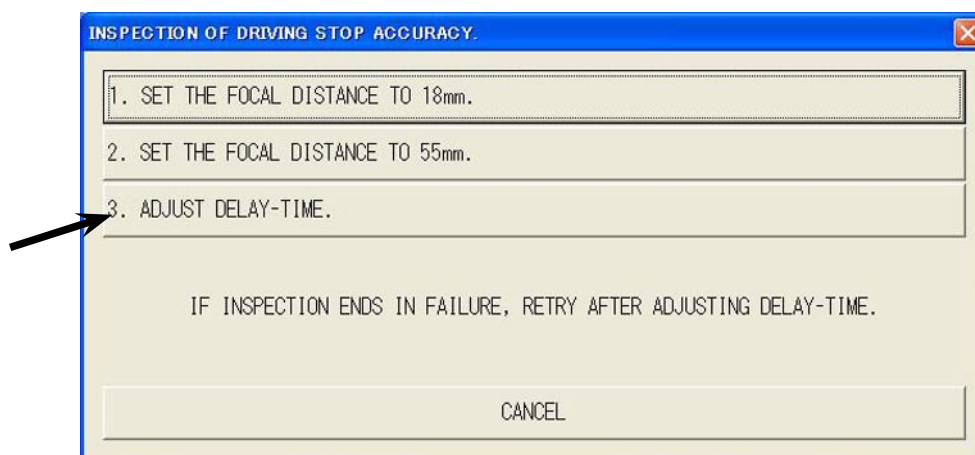 INSPECTION OF DRIVING STOP ACCURACY.
1. SET THE FOCAL DISTANCE TO 18mm.
2. SET THE FOCAL DISTANCE TO 55mm.
3. ADJUST DELAY-TIME.
IF INSPECTION ENDS IN FAILURE, RETRY AFTER ADJUSTING DELAY-TIME.
CANCEL